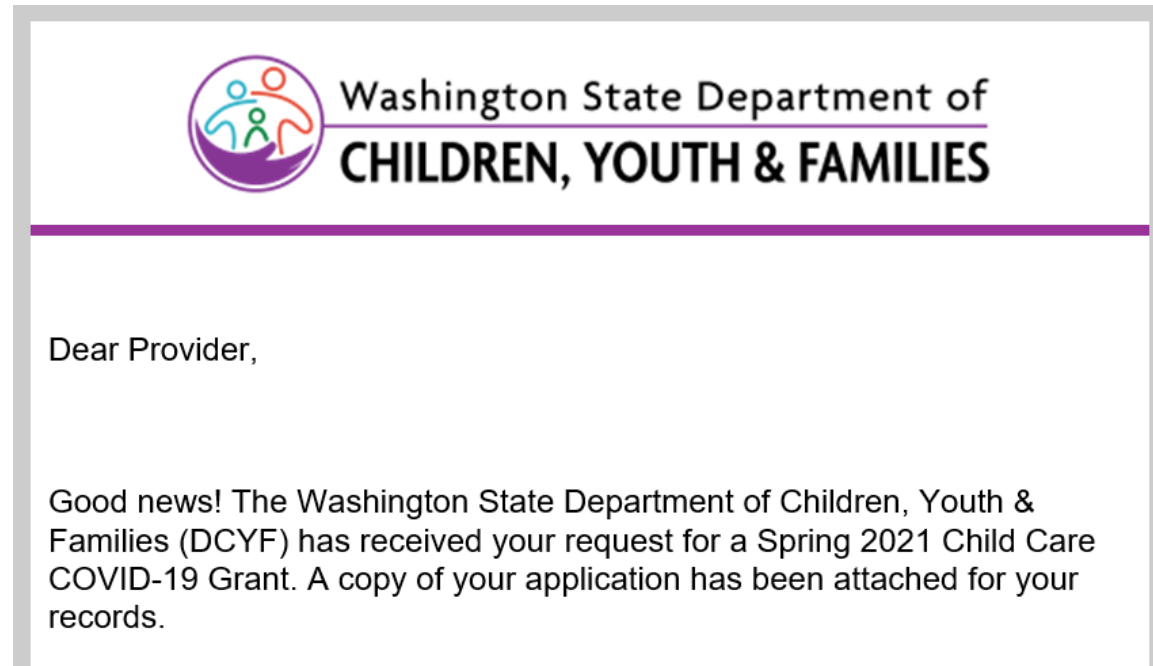 Washington State Department of
CHILDREN, YOUTH & FAMILIES
Dear Provider,
Good news! The Washington State Department of Children, Youth &
Families (DCYF) has received your request for a Spring 2021 Child Care
COVID-19 Grant. A copy of your application has been attached for your
records.